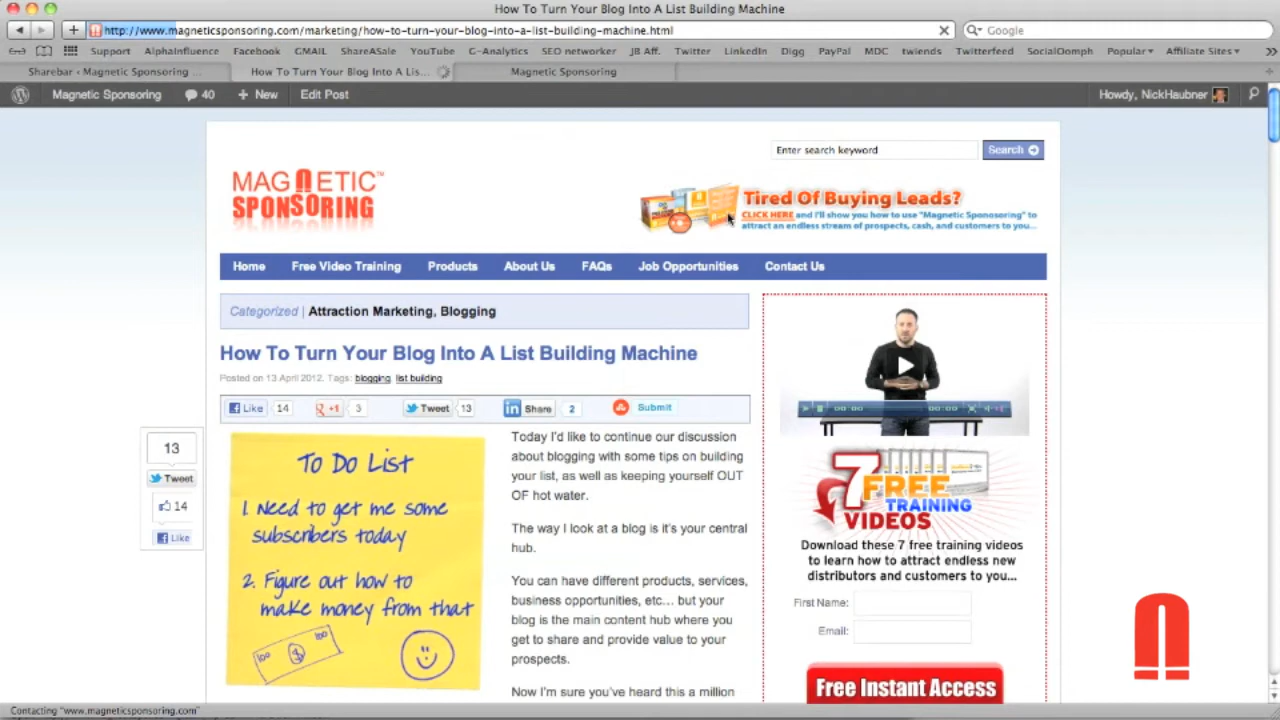 How To Turn Your Blog Into A List Building Machine
http://www.magneticsponsoring.com/marketing/how-to-turn-your-blog-into-a-list-building-machine.html
Google
Support AlphaInfluence Facebook GMAIL ShareASale YouTube G-Analytics SEO networker JB Aff. Twitter LinkedIn Digg PayPal MDC twiends Twitterfeed SocialOomph Popular Affiliate Sites
Sharebar ‹ Magnetic Sponsoring ... How To Turn Your Blog Into A Lis... Magnetic Sponsoring
Magnetic Sponsoring 40 + New Edit Post Howdy, NickHaubner
Enter search keyword Search
MAGNETIC™
SPONSORING
Tired Of Buying Leads?
CLICK HERE and I'll show you how to use "Magnetic Sponosoring" to
attract an endless stream of prospects, cash, and customers to you...
Home Free Video Training Products About Us FAQs Job Opportunities Contact Us
Categorized | Attraction Marketing, Blogging
How To Turn Your Blog Into A List Building Machine
Posted on 13 April 2012. Tags: blogging, list building
Like 14 +1 3 Tweet 13 Share 2 Submit
13
Tweet
14
Like
To Do List
1. Need to get me some
subscribers today
2. Figure out how to
make money from that
100 $ 100
Today I'd like to continue our discussion
about blogging with some tips on building
your list, as well as keeping yourself OUT
OF hot water.
The way I look at a blog is it's your central
hub.
You can have different products, services,
business opportunities, etc... but your
blog is the main content hub where you
get to share and provide value to your
prospects.
Now I'm sure you've heard this a million
00:00 00:00
7 FREE
TRAINING
VIDEOS
Download these 7 free training videos
to learn how to attract endless new
distributors and customers to you...
First Name:
Email:
Free Instant Access
Contacting "www.magneticsponsoring.com"